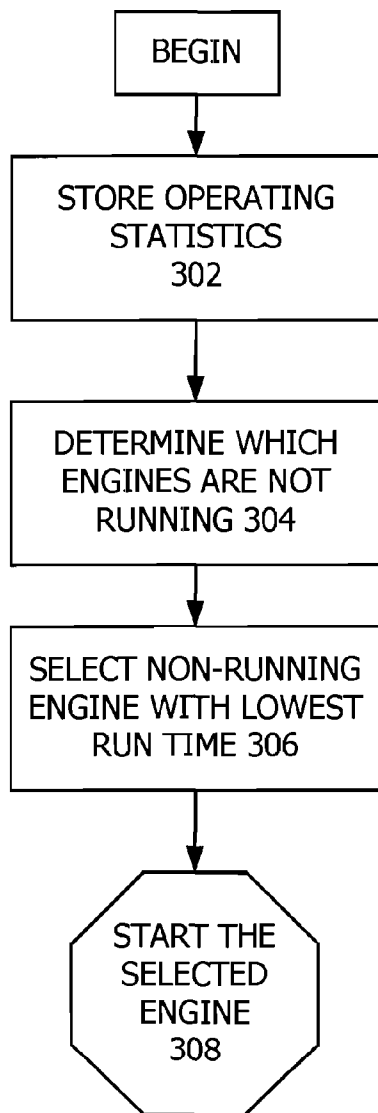 BEGIN
STORE OPERATING
STATISTICS
302
DETERMINE WHICH
ENGINES ARE NOT
RUNNING 304
SELECT NON-RUNNING
ENGINE WITH LOWEST
RUN TIME 306
START THE
SELECTED
ENGINE
308